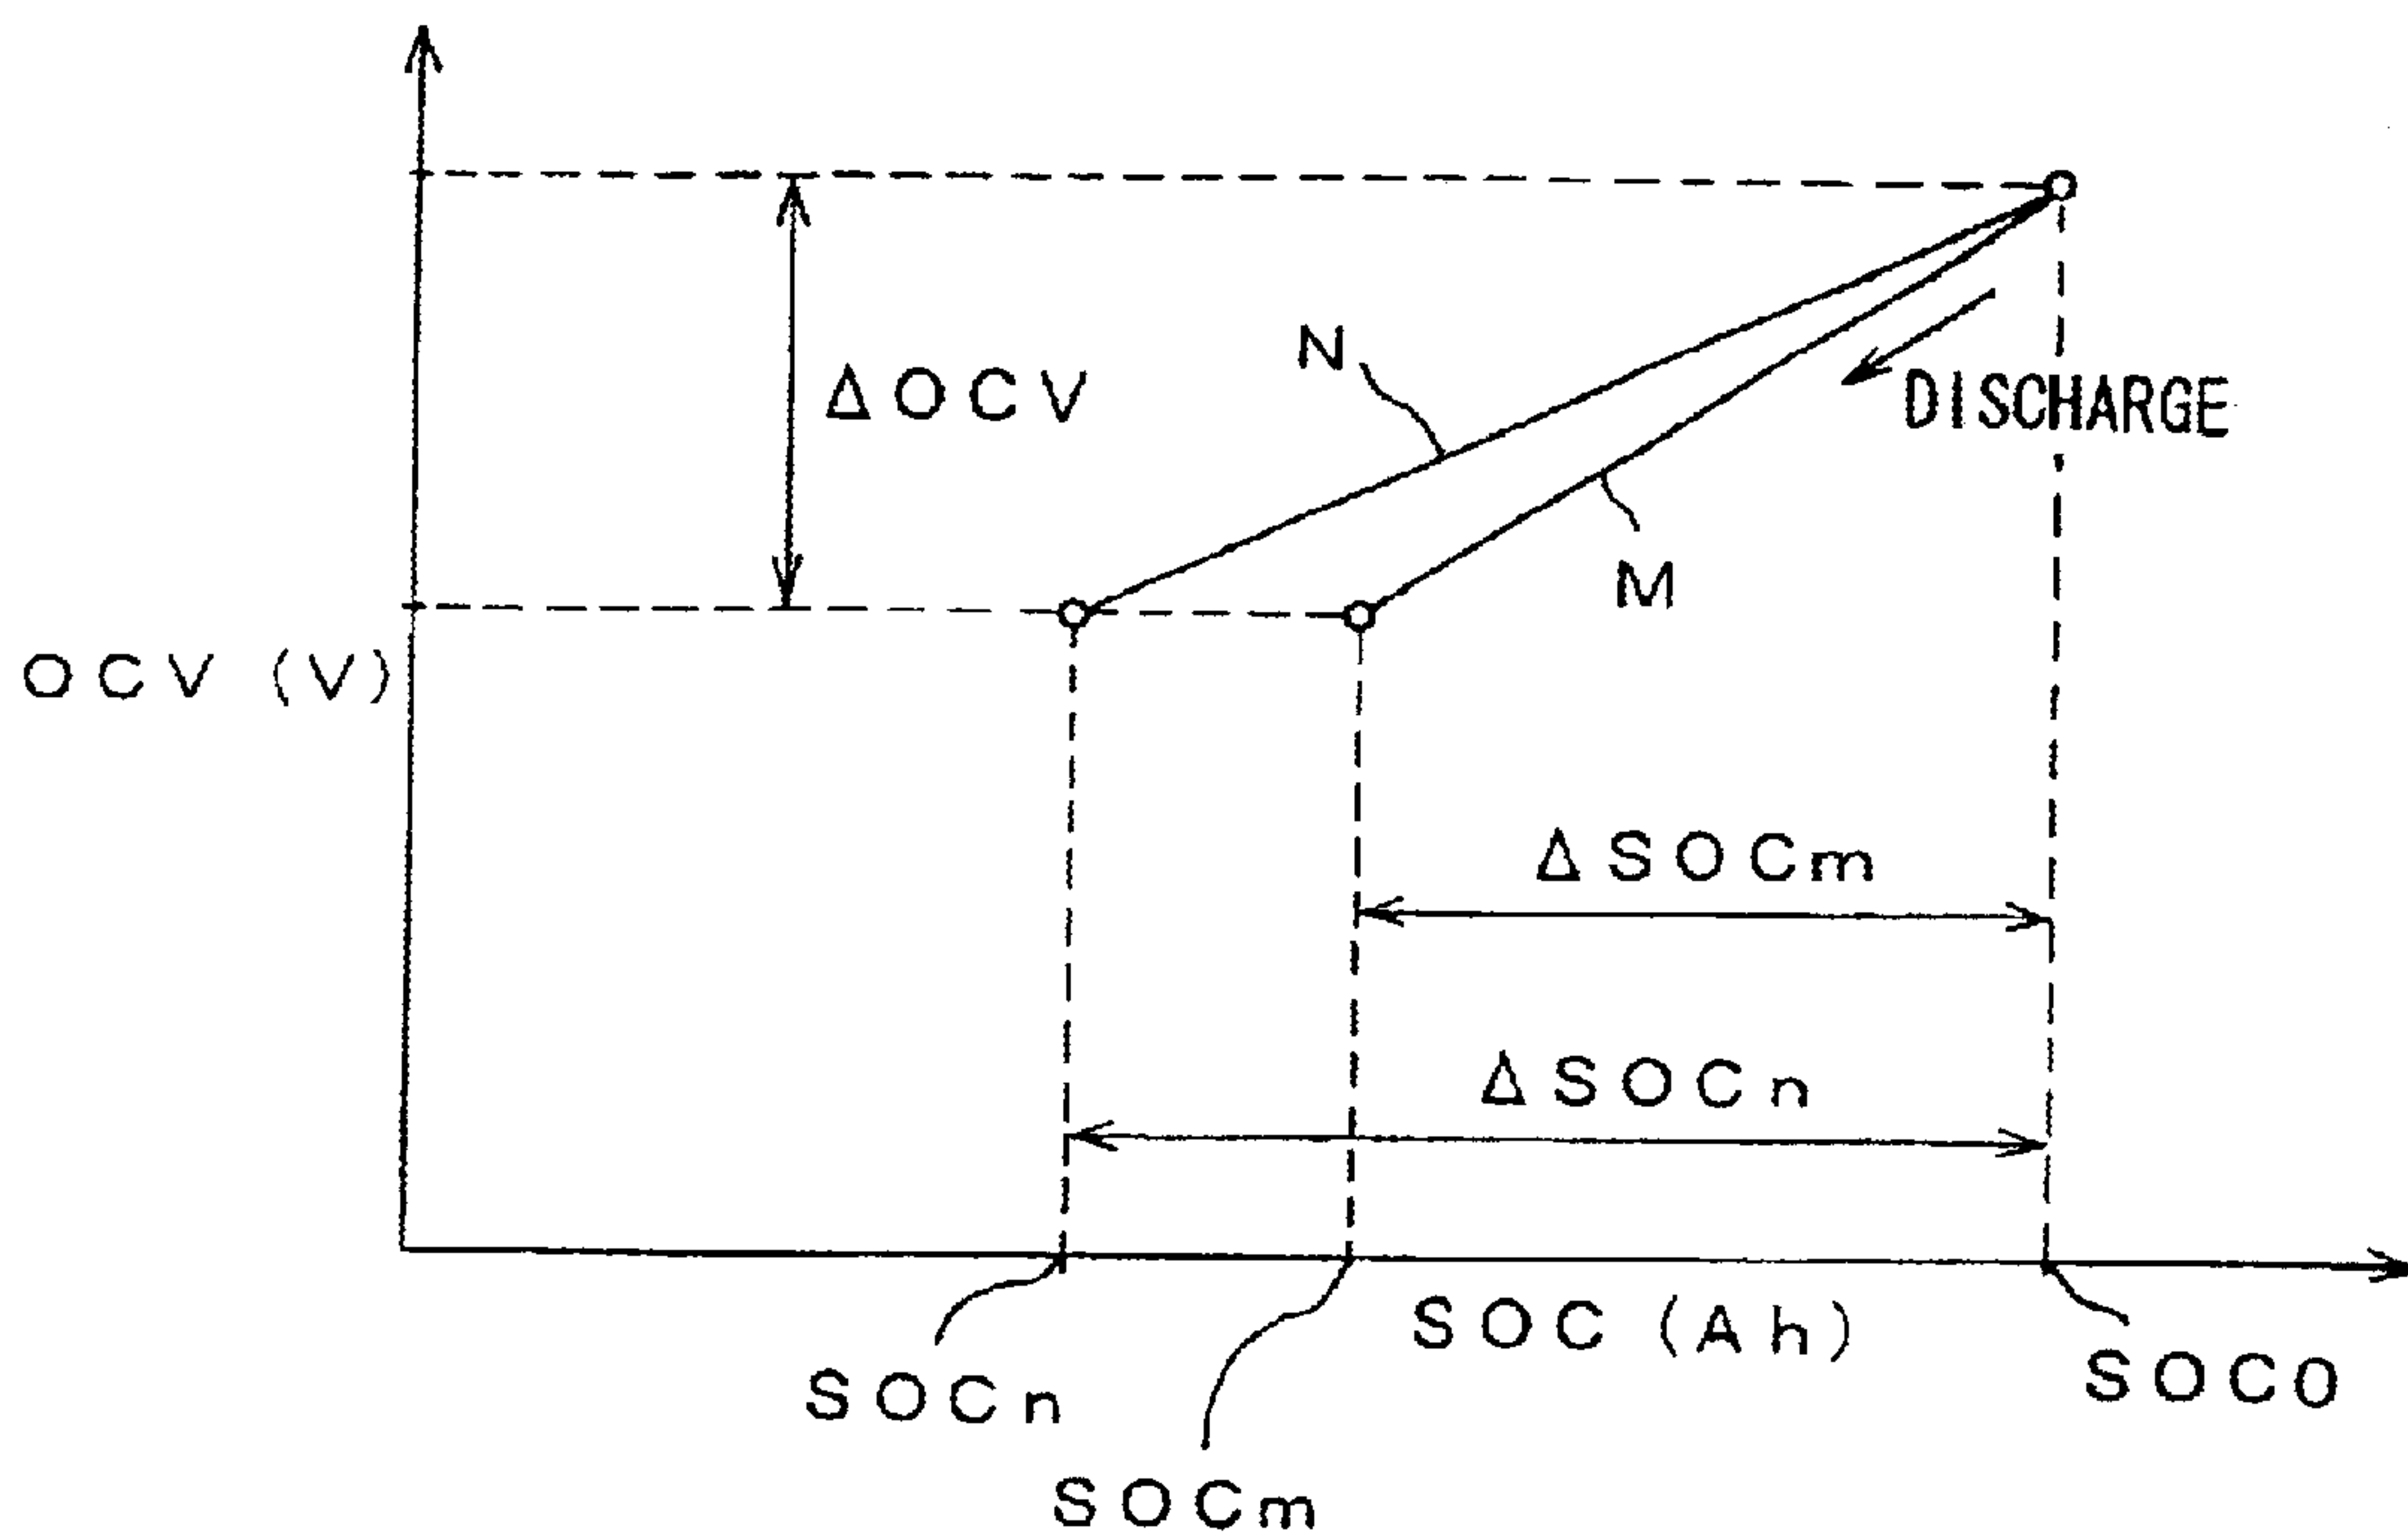 N
ΔOCV
DISCHARGE
M
OCV (V)
ΔSOCm
ΔSOCn
SOC (Ah)
SOCn
SOC0
SOCm